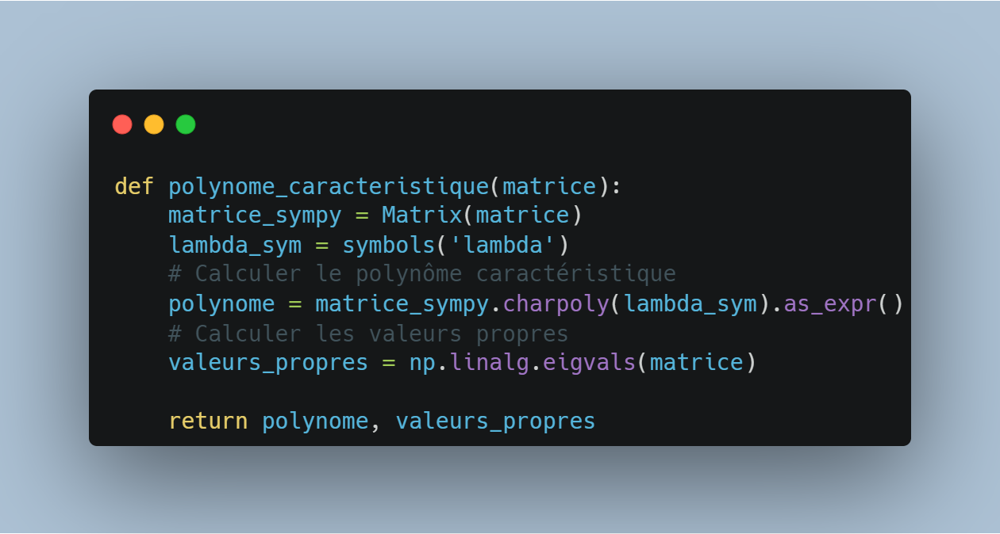 def polynome_caracteristique(matrice):
    matrice_sympy = Matrix(matrice)
    lambda_sym = symbols('lambda')
    # Calculer le polynôme caractéristique
    polynome = matrice_sympy.charpoly(lambda_sym).as_expr()
    # Calculer les valeurs propres
    valeurs_propres = np.linalg.eigvals(matrice)
    return polynome, valeurs_propres